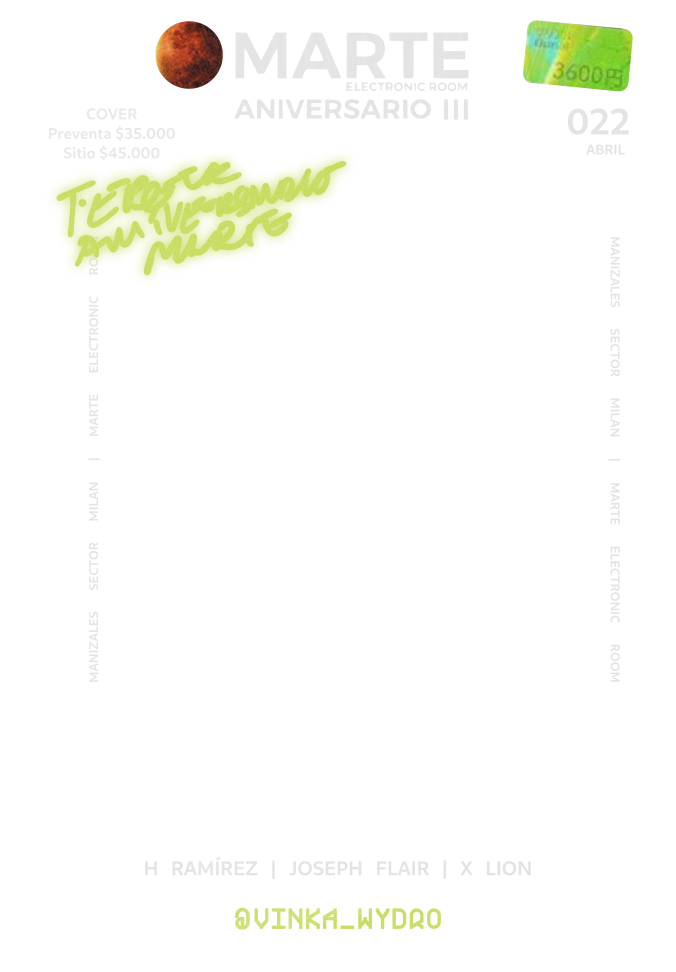 MARTE
ELECTRONIC ROOM
ANIVERSARIO III
3600円
COVER
Preventa $35.000
Sitio $45.000
022
ABRIL
TERCER
ANIVERSARIO
MARTE
MANIZALES SECTOR MILAN | MARTE ELECTRONIC
MANIZALES SECTOR MILAN | MARTE ELECTRONIC ROOM
H RAMÍREZ | JOSEPH FLAIR | X LION
@VINKA_WYDRO